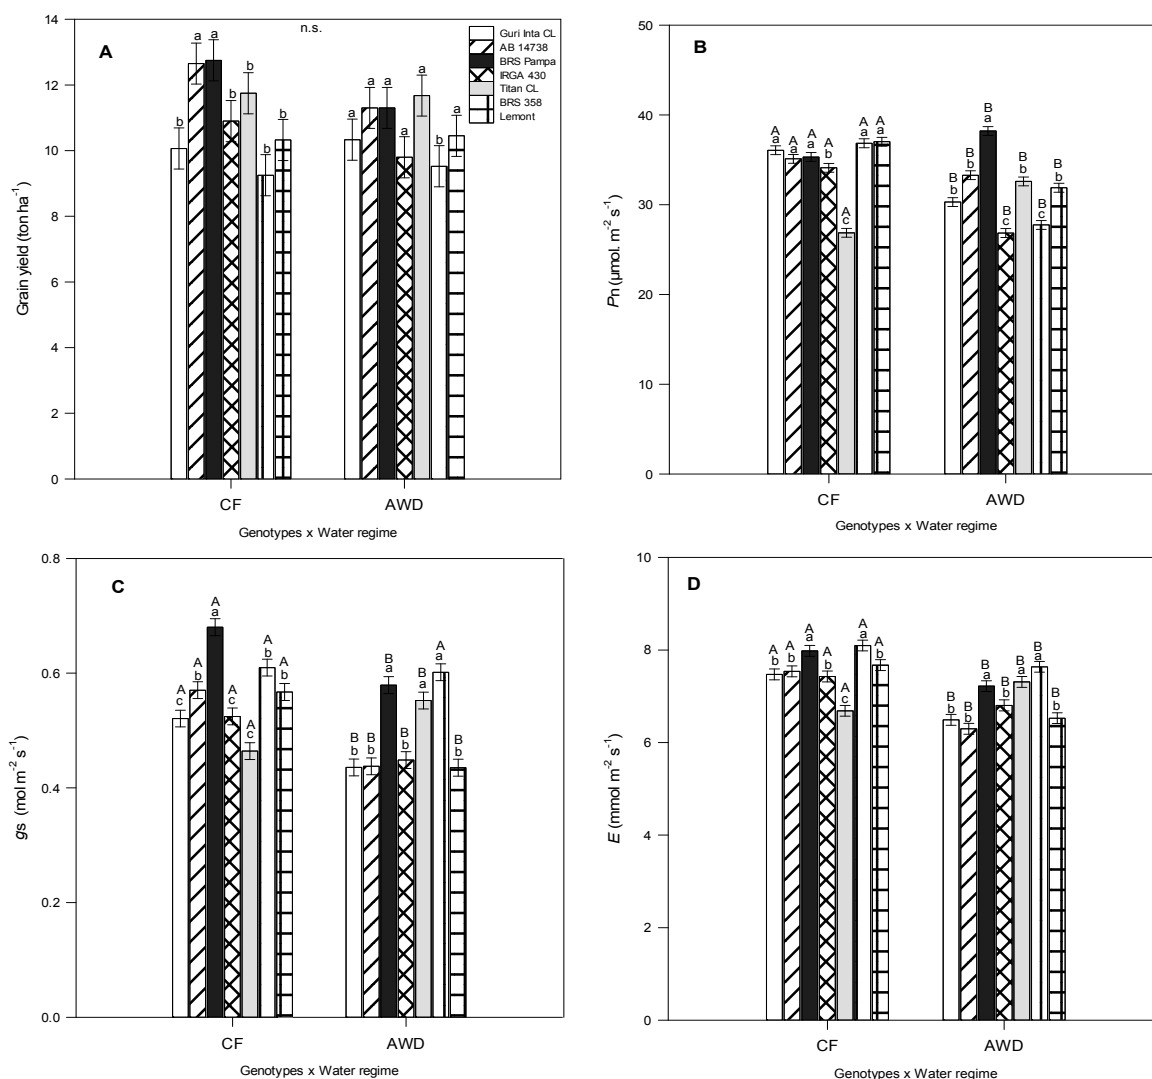 A
n.s.
Guri Inta CL
AB 14738
BRS Pampa
IRGA 430
Titan CL
BRS 358
Lemont
14
12
10
8
6
4
2
0
Grain yield (ton ha⁻¹)
b a a b b b b
a a a a a b a
CF AWD
Genotypes x Water regime
B
50
40
30
20
10
0
Pn (µmol. m⁻² s⁻¹)
A A A A A A A
a a a b c a a
B B B B B B B
b b a c b c b
CF AWD
Genotypes x Water regime
C
0.8
0.6
0.4
0.2
0.0
gs (mol m⁻² s⁻¹)
A A A A A A A
c b a c c b b
B B B B B A B
b b a b a a b
CF AWD
Genotypes x Water regime
D
10
8
6
4
2
0
E (mmol m⁻² s⁻¹)
A A A A A A A
b b a b c a b
B B B B B B B
b b a b a a b
CF AWD
Genotypes x Water regime